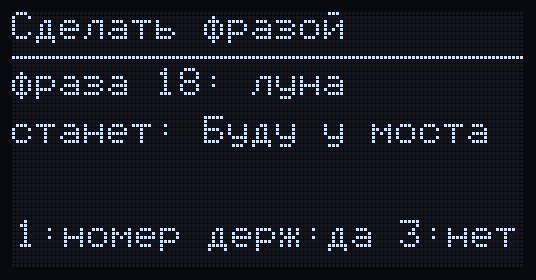 Сделать фразой
фраза 18: луна
станет: Буду у моста
1:номер держ:да 3:нет